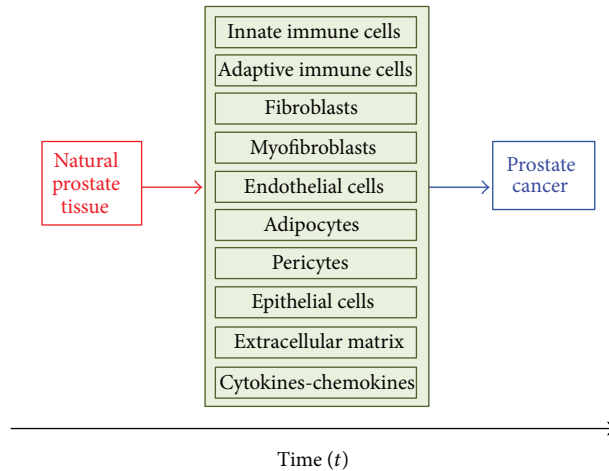 Natural
prostate
tissue
Innate immune cells
Adaptive immune cells
Fibroblasts
Myofibroblasts
Endothelial cells
Adipocytes
Pericytes
Epithelial cells
Extracellular matrix
Cytokines-chemokines
Prostate
cancer
Time (t)